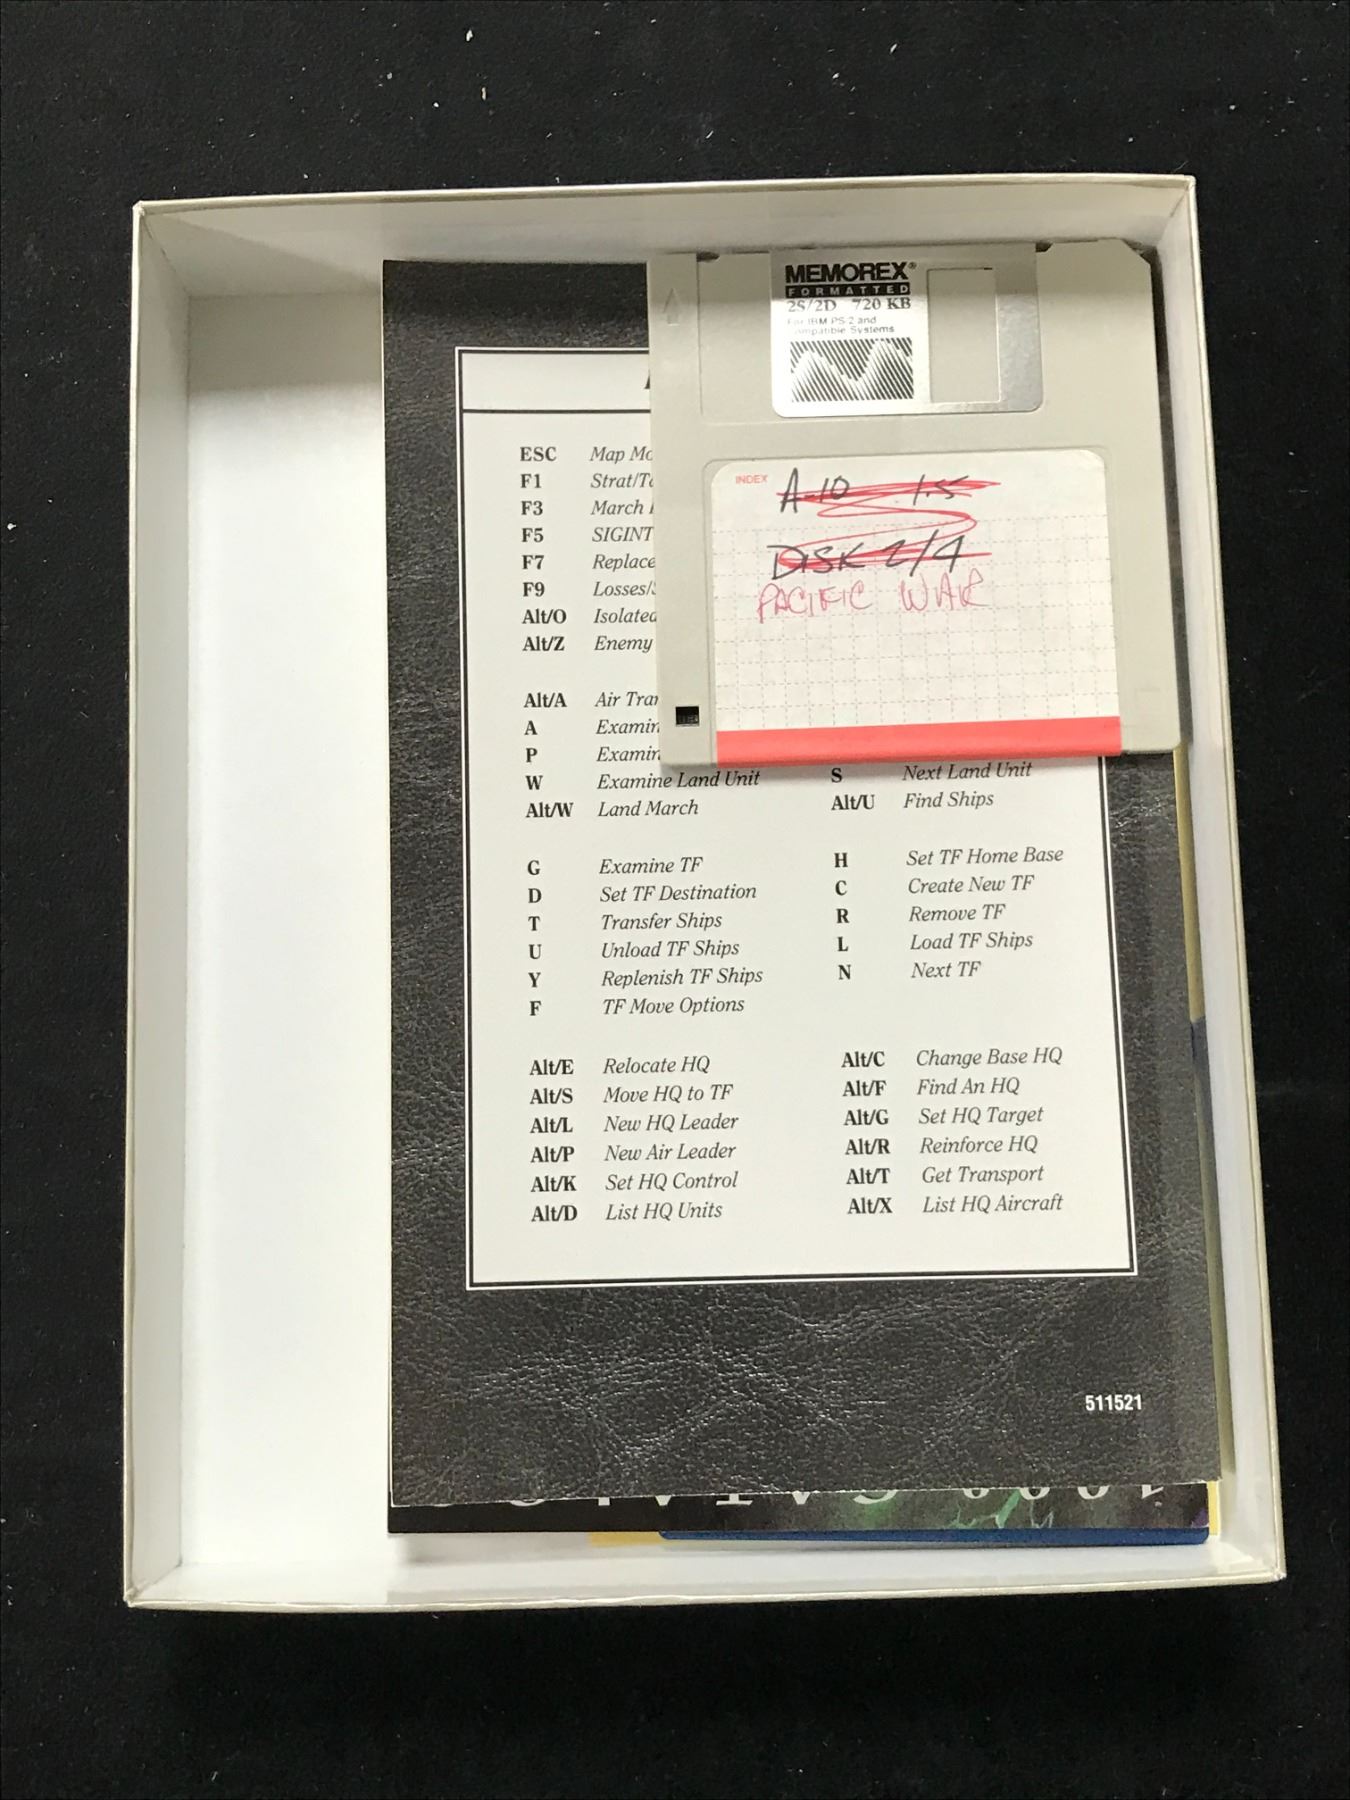 MEMOREX®
FORMATTED
2S/2D 720 KB
For IBM PS 2 and
Compatible Systems
INDEX
A-10 1.5
DISK 2/4
PACIFIC WAR
ESC Map
F1
F3 March
F5 SIGINT
F7
F9
Alt/O
Alt/Z Enemy
Alt/A Air
A
P
W Examine Land Unit S Next Land Unit
Alt/W Land March Alt/U Find Ships
G Examine TF H Set TF Home Base
D Set TF Destination C Create New TF
T Transfer Ships R Remove TF
U Unload TF Ships L Load TF Ships
Y Replenish TF Ships N Next TF
F TF Move Options
Alt/E Relocate HQ Alt/C Change Base HQ
Alt/S Move HQ to TF Alt/F Find An HQ
Alt/L New HQ Leader Alt/G Set HQ Target
Alt/P New Air Leader Alt/R Reinforce HQ
Alt/K Set HQ Control Alt/T Get Transport
Alt/D List HQ Units Alt/X List HQ Aircraft
511521